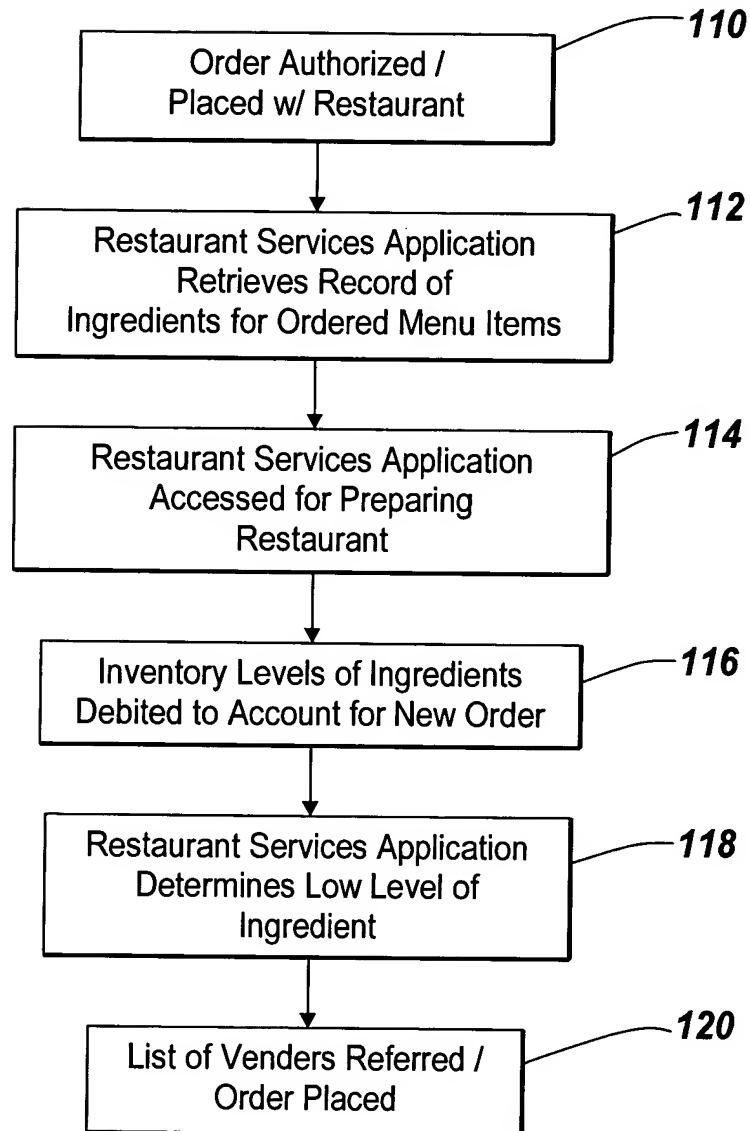 110
Order Authorized /
Placed w/ Restaurant
112
Restaurant Services Application
Retrieves Record of
Ingredients for Ordered Menu Items
114
Restaurant Services Application
Accessed for Preparing
Restaurant
116
Inventory Levels of Ingredients
Debited to Account for New Order
118
Restaurant Services Application
Determines Low Level of
Ingredient
120
List of Venders Referred /
Order Placed